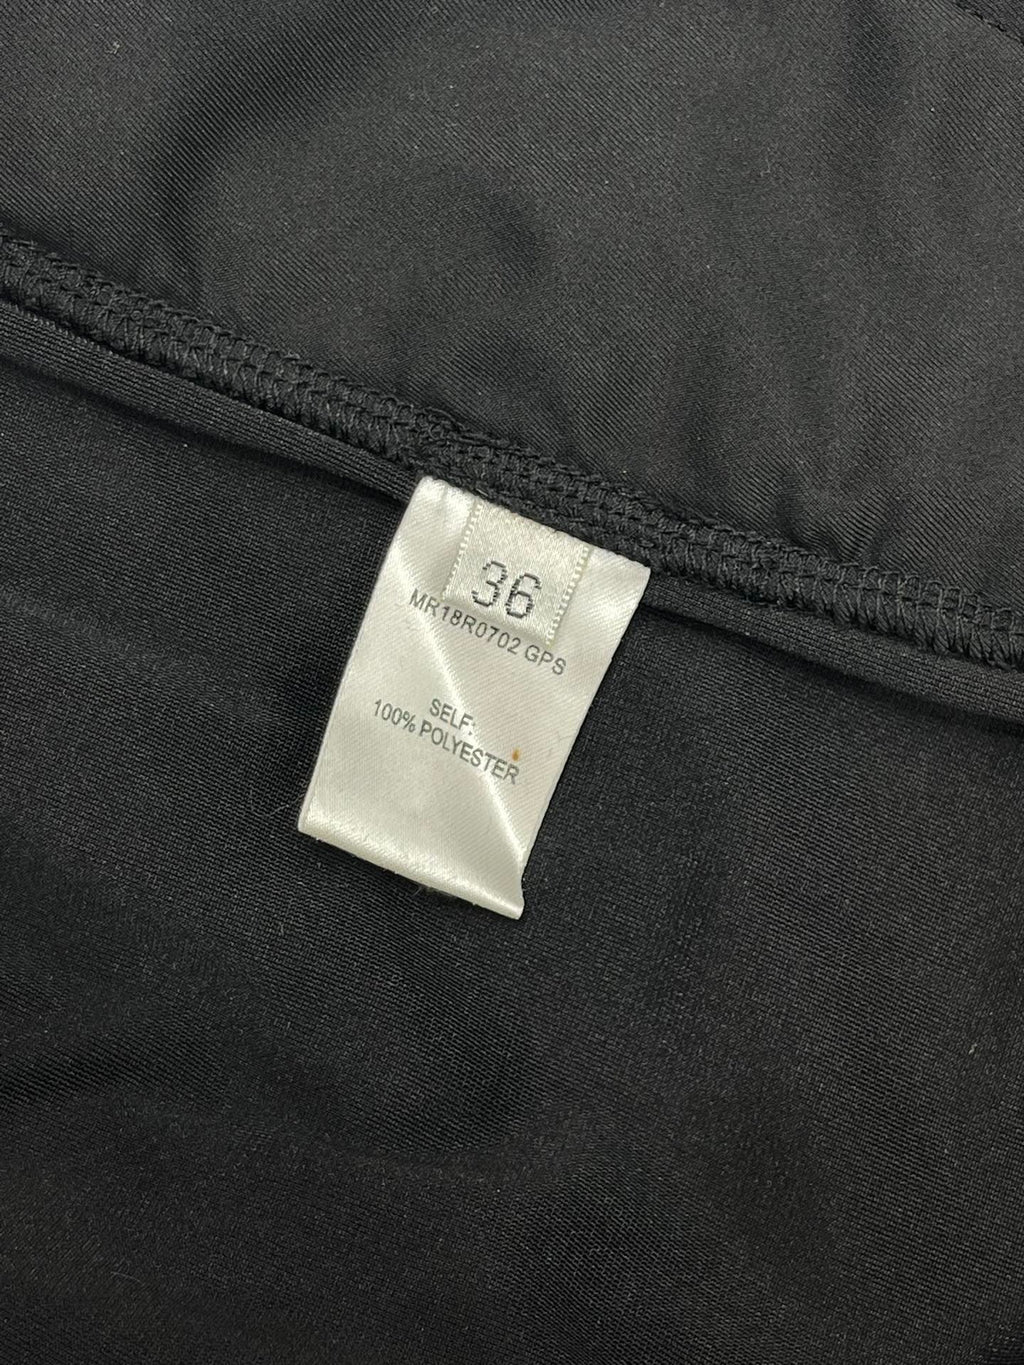 36
MR18R0702 GPS
SELF:
100% POLYESTER